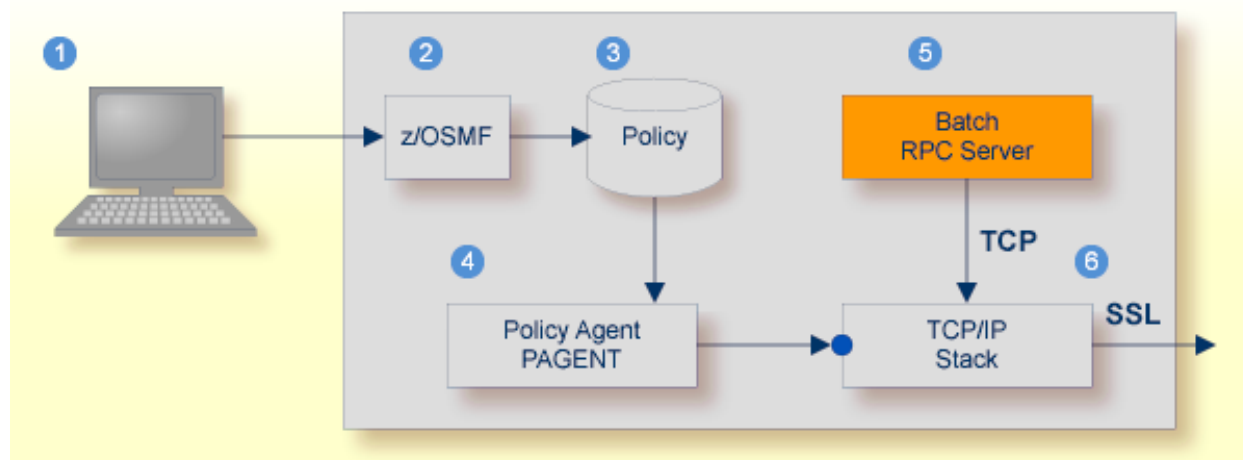 1
2
3
5
z/OSMF
Policy
Batch
RPC Server
4
TCP
6
Policy Agent
PAGENT
TCP/IP
Stack
SSL